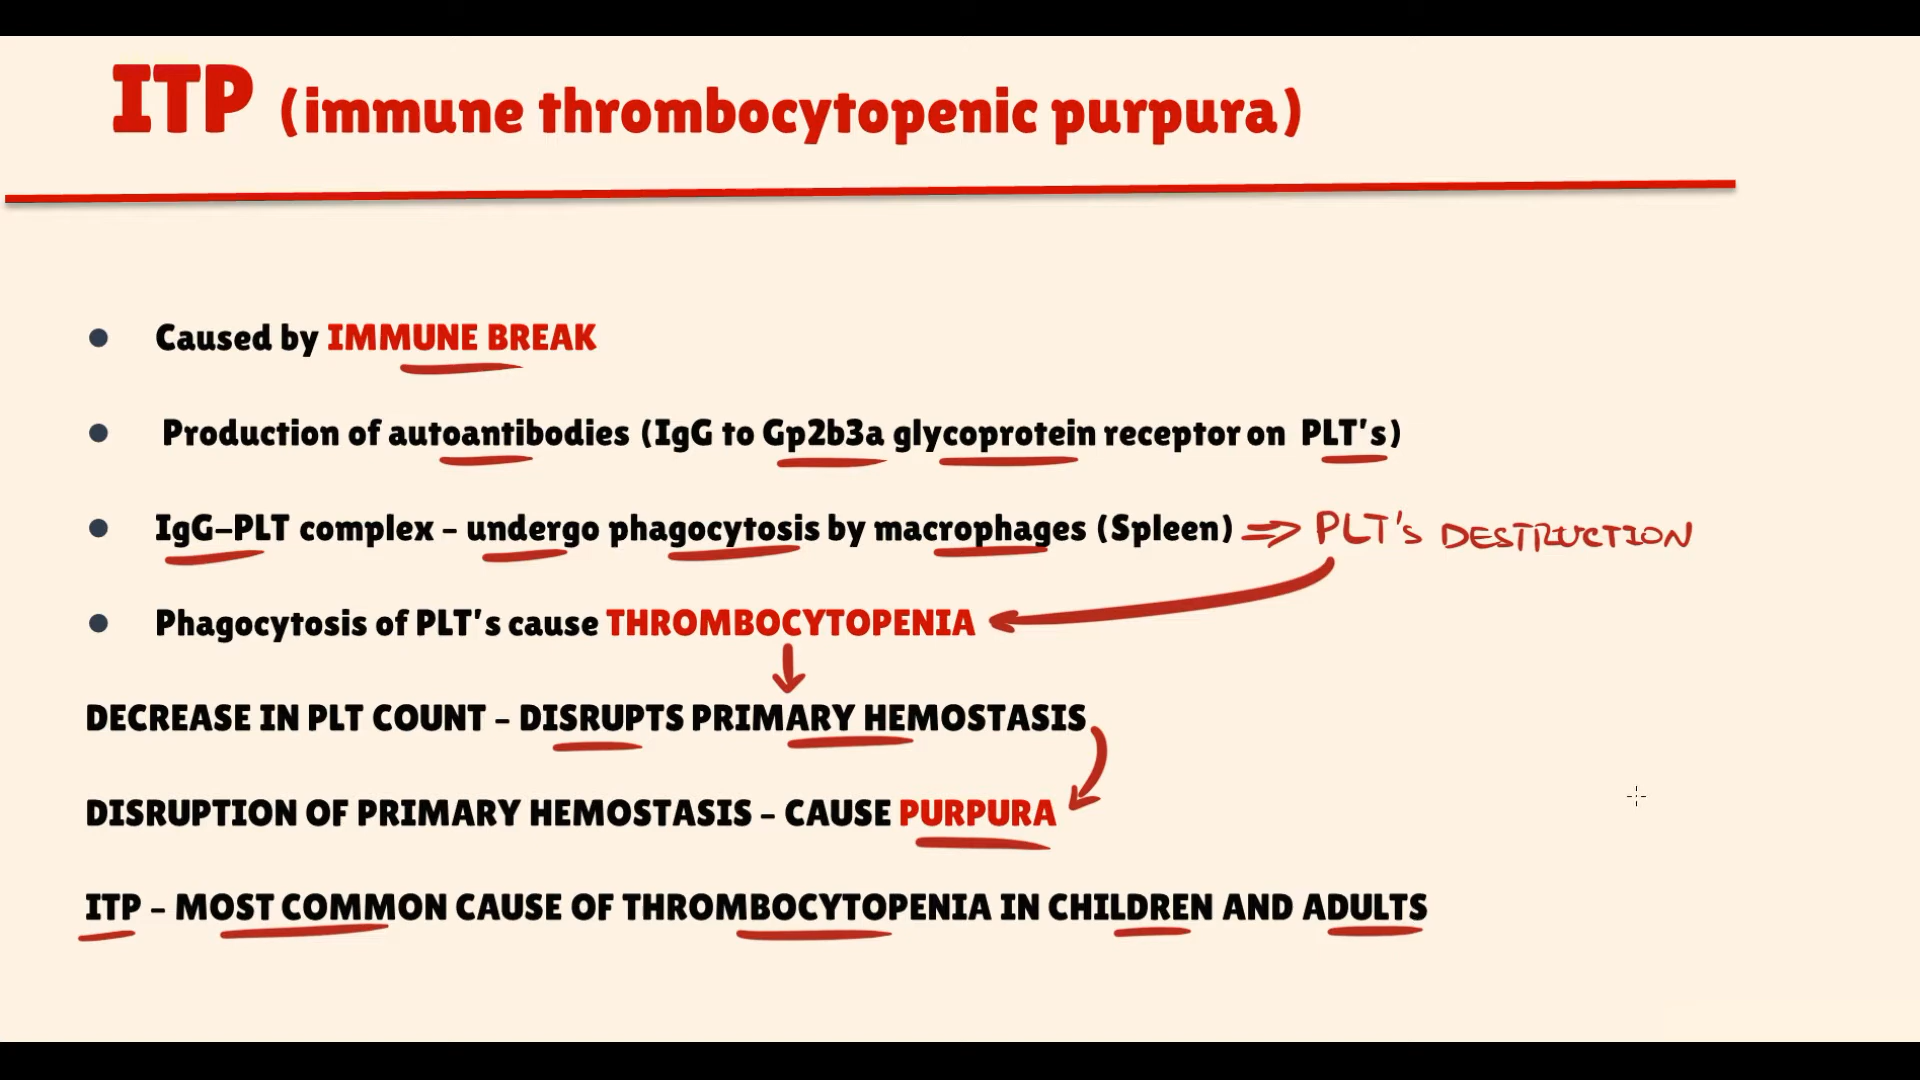 ITP (immune thrombocytopenic purpura)
Caused by IMMUNE BREAK
Production of autoantibodies (IgG to Gp2b3a glycoprotein receptor on PLT's)
IgG-PLT complex - undergo phagocytosis by macrophages (Spleen) ⇒ PLT's DESTRUCTION
Phagocytosis of PLT's cause THROMBOCYTOPENIA
DECREASE IN PLT COUNT - DISRUPTS PRIMARY HEMOSTASIS
DISRUPTION OF PRIMARY HEMOSTASIS - CAUSE PURPURA
ITP - MOST COMMON CAUSE OF THROMBOCYTOPENIA IN CHILDREN AND ADULTS